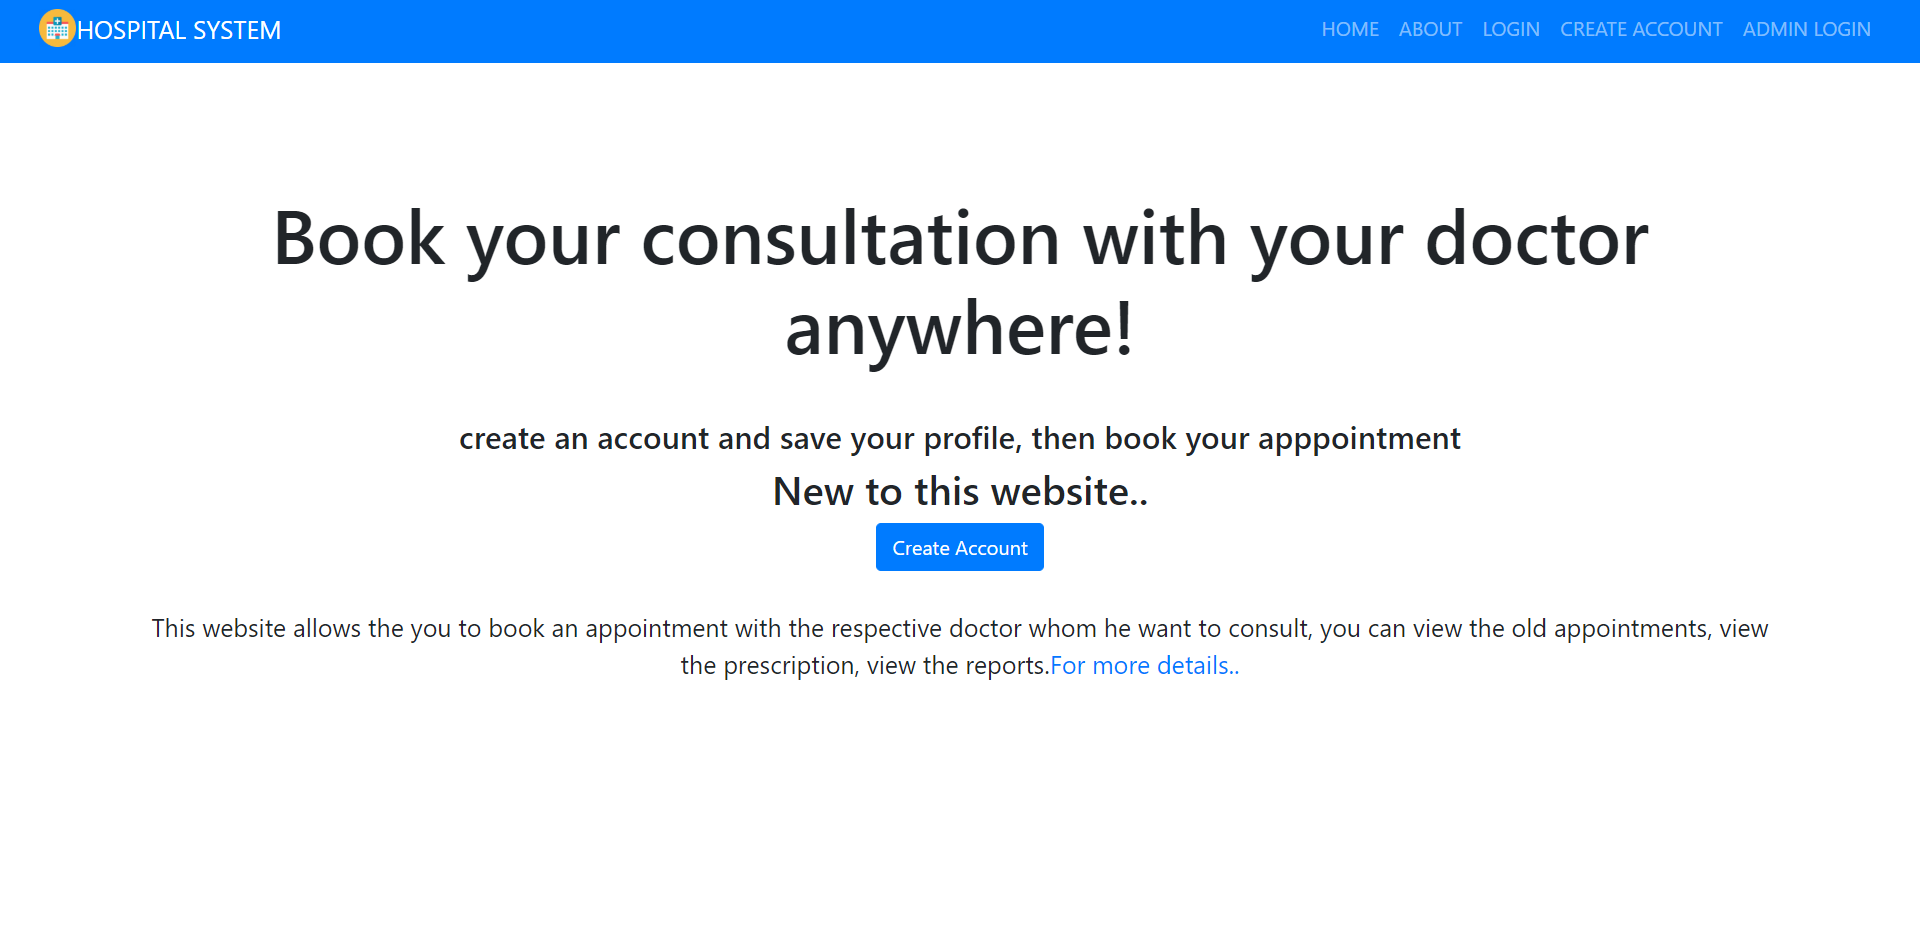 HOSPITAL SYSTEM
HOME ABOUT LOGIN CREATE ACCOUNT ADMIN LOGIN
Book your consultation with your doctor
anywhere!
create an account and save your profile, then book your apppointment
New to this website..
Create Account
This website allows the you to book an appointment with the respective doctor whom he want to consult, you can view the old appointments, view
the prescription, view the reports.For more details..